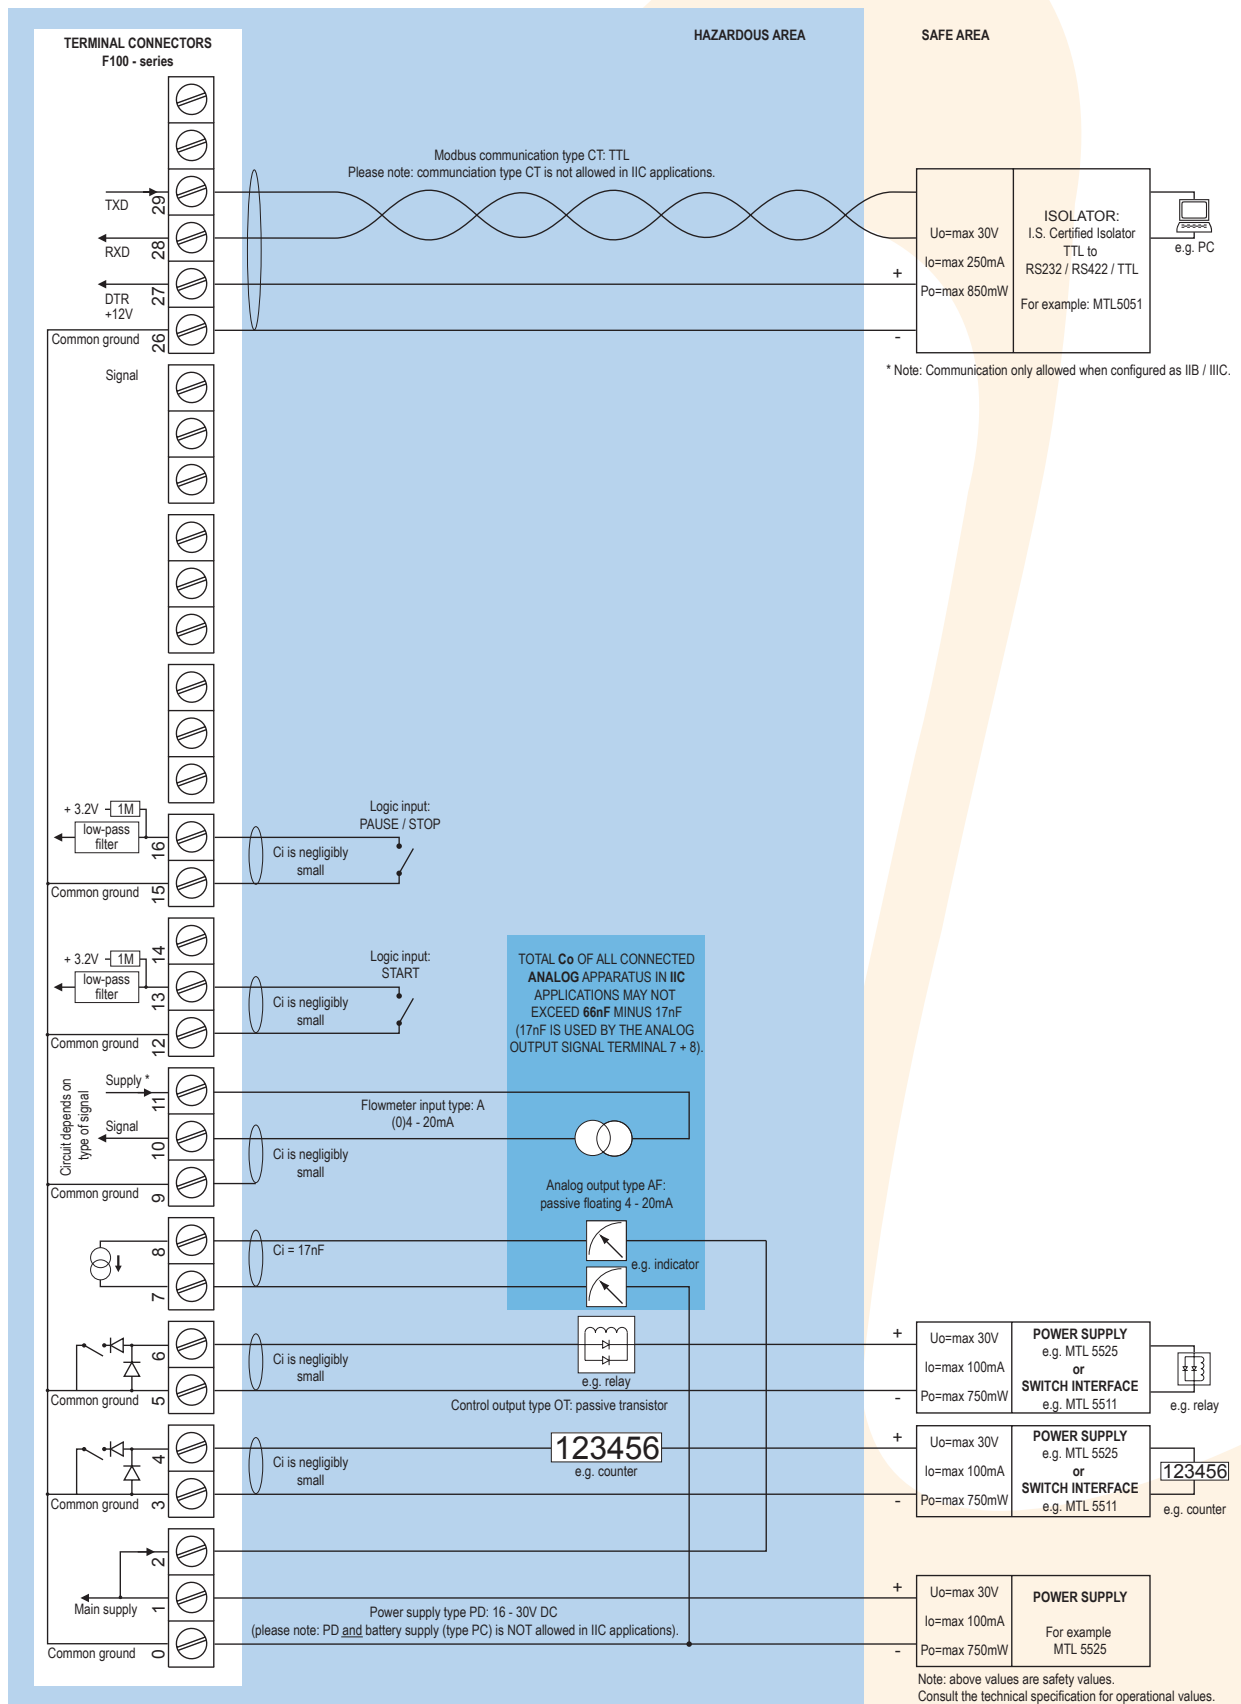 HAZARDOUS AREA
SAFE AREA
TERMINAL CONNECTORS
F100 - series
Modbus communication type CT: TTL
Please note: communciation type CT is not allowed in IIC applications.
TXD
29
RXD
28
DTR
+12V
27
Common ground
26
Signal
+
-
Uo=max 30V
Io=max 250mA
Po=max 850mW
ISOLATOR:
I.S. Certified Isolator
TTL to
RS232 / RS422 / TTL
For example: MTL5051
e.g. PC
* Note: Communication only allowed when configured as IIB / IIIC.
+ 3.2V
1M
low-pass
filter
16
Common ground
15
Logic input:
PAUSE / STOP
Ci is negligibly
small
14
+ 3.2V
1M
low-pass
filter
13
Common ground
12
Logic input:
START
Ci is negligibly
small
TOTAL Co OF ALL CONNECTED
ANALOG APPARATUS IN IIC
APPLICATIONS MAY NOT
EXCEED 66nF MINUS 17nF
(17nF IS USED BY THE ANALOG
OUTPUT SIGNAL TERMINAL 7 + 8).
Circuit depends on
type of signal
Supply *
11
Signal
10
Common ground
9
Flowmeter input type: A
(0)4 - 20mA
Ci is negligibly
small
Analog output type AF:
passive floating 4 - 20mA
8
7
Ci = 17nF
e.g. indicator
6
Common ground
5
Ci is negligibly
small
e.g. relay
Control output type OT: passive transistor
+
-
Uo=max 30V
Io=max 100mA
Po=max 750mW
POWER SUPPLY
e.g. MTL 5525
or
SWITCH INTERFACE
e.g. MTL 5511
e.g. relay
4
Common ground
3
Ci is negligibly
small
123456
e.g. counter
+
-
Uo=max 30V
Io=max 100mA
Po=max 750mW
POWER SUPPLY
e.g. MTL 5525
or
SWITCH INTERFACE
e.g. MTL 5511
123456
e.g. counter
2
Main supply
1
Common ground
0
Power supply type PD: 16 - 30V DC
(please note: PD and battery supply (type PC) is NOT allowed in IIC applications).
+
-
Uo=max 30V
Io=max 100mA
Po=max 750mW
POWER SUPPLY
For example
MTL 5525
Note: above values are safety values.
Consult the technical specification for operational values.